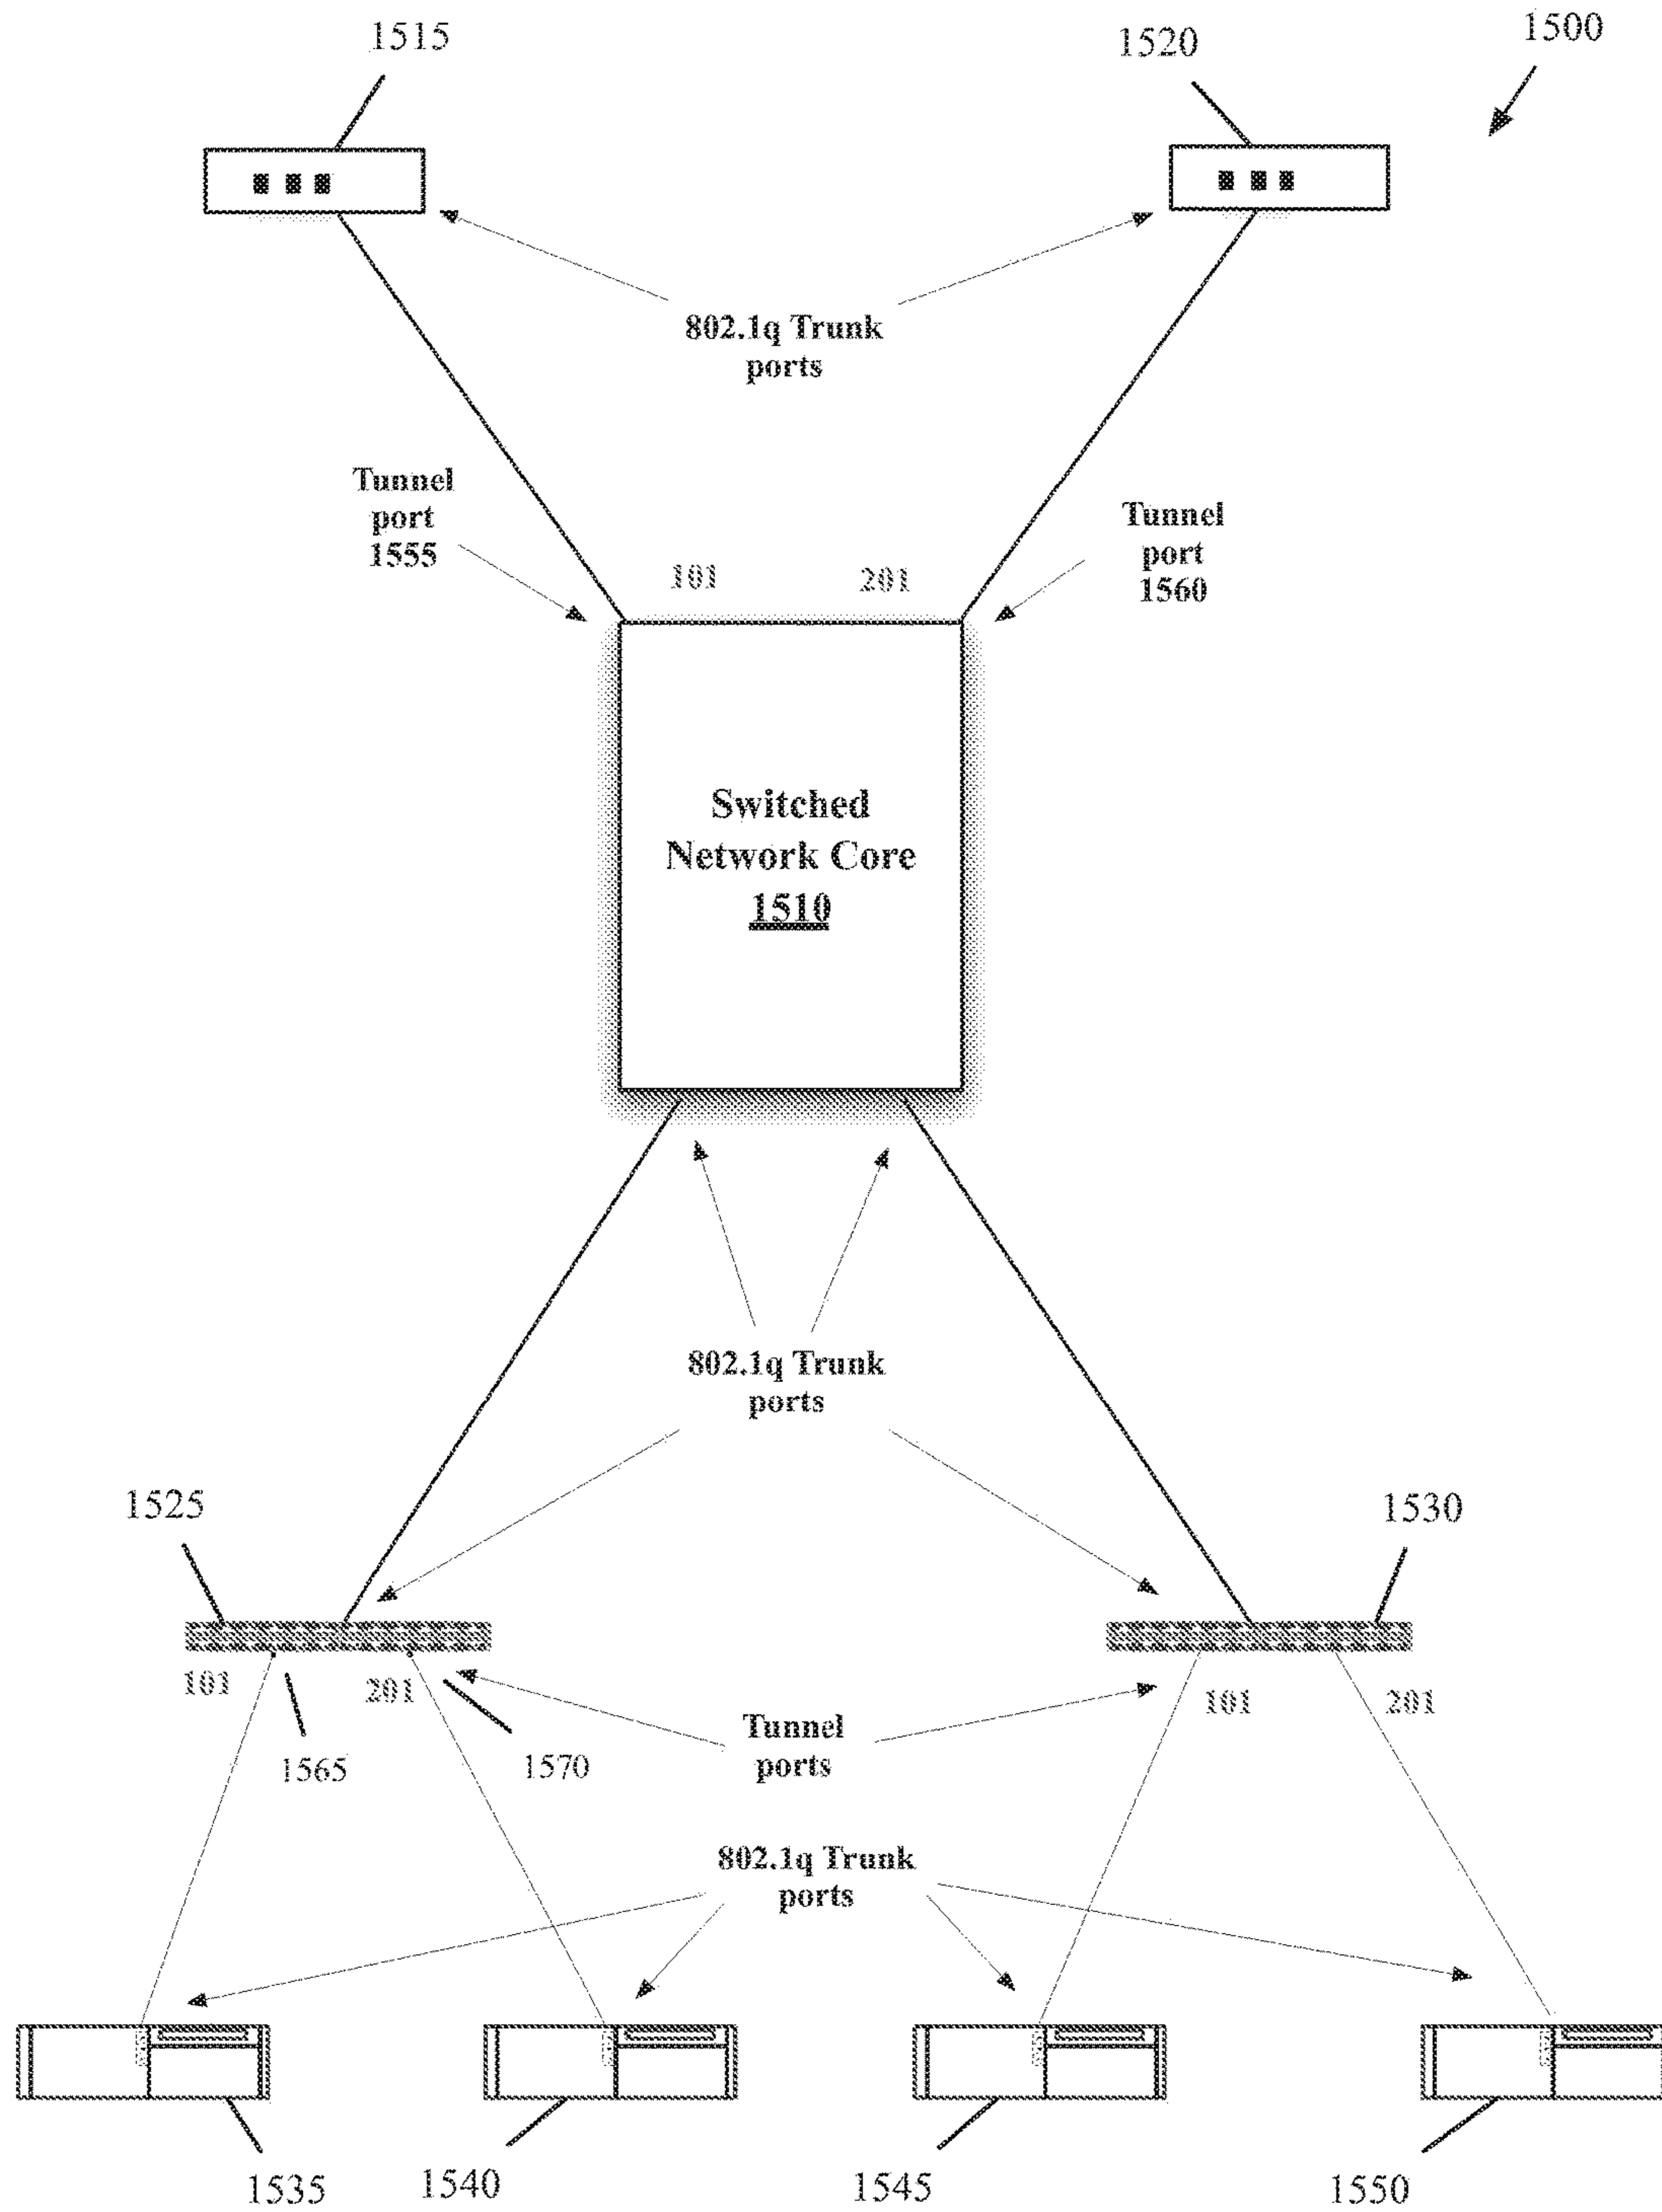 1515
1520
1500
802.1q Trunk
ports
Tunnel
port
1555
Tunnel
port
1560
101
201
Switched
Network Core
1510
802.1q Trunk
ports
1525
1530
101
201
101
201
1565
1570
Tunnel
ports
802.1q Trunk
ports
1535
1540
1545
1550